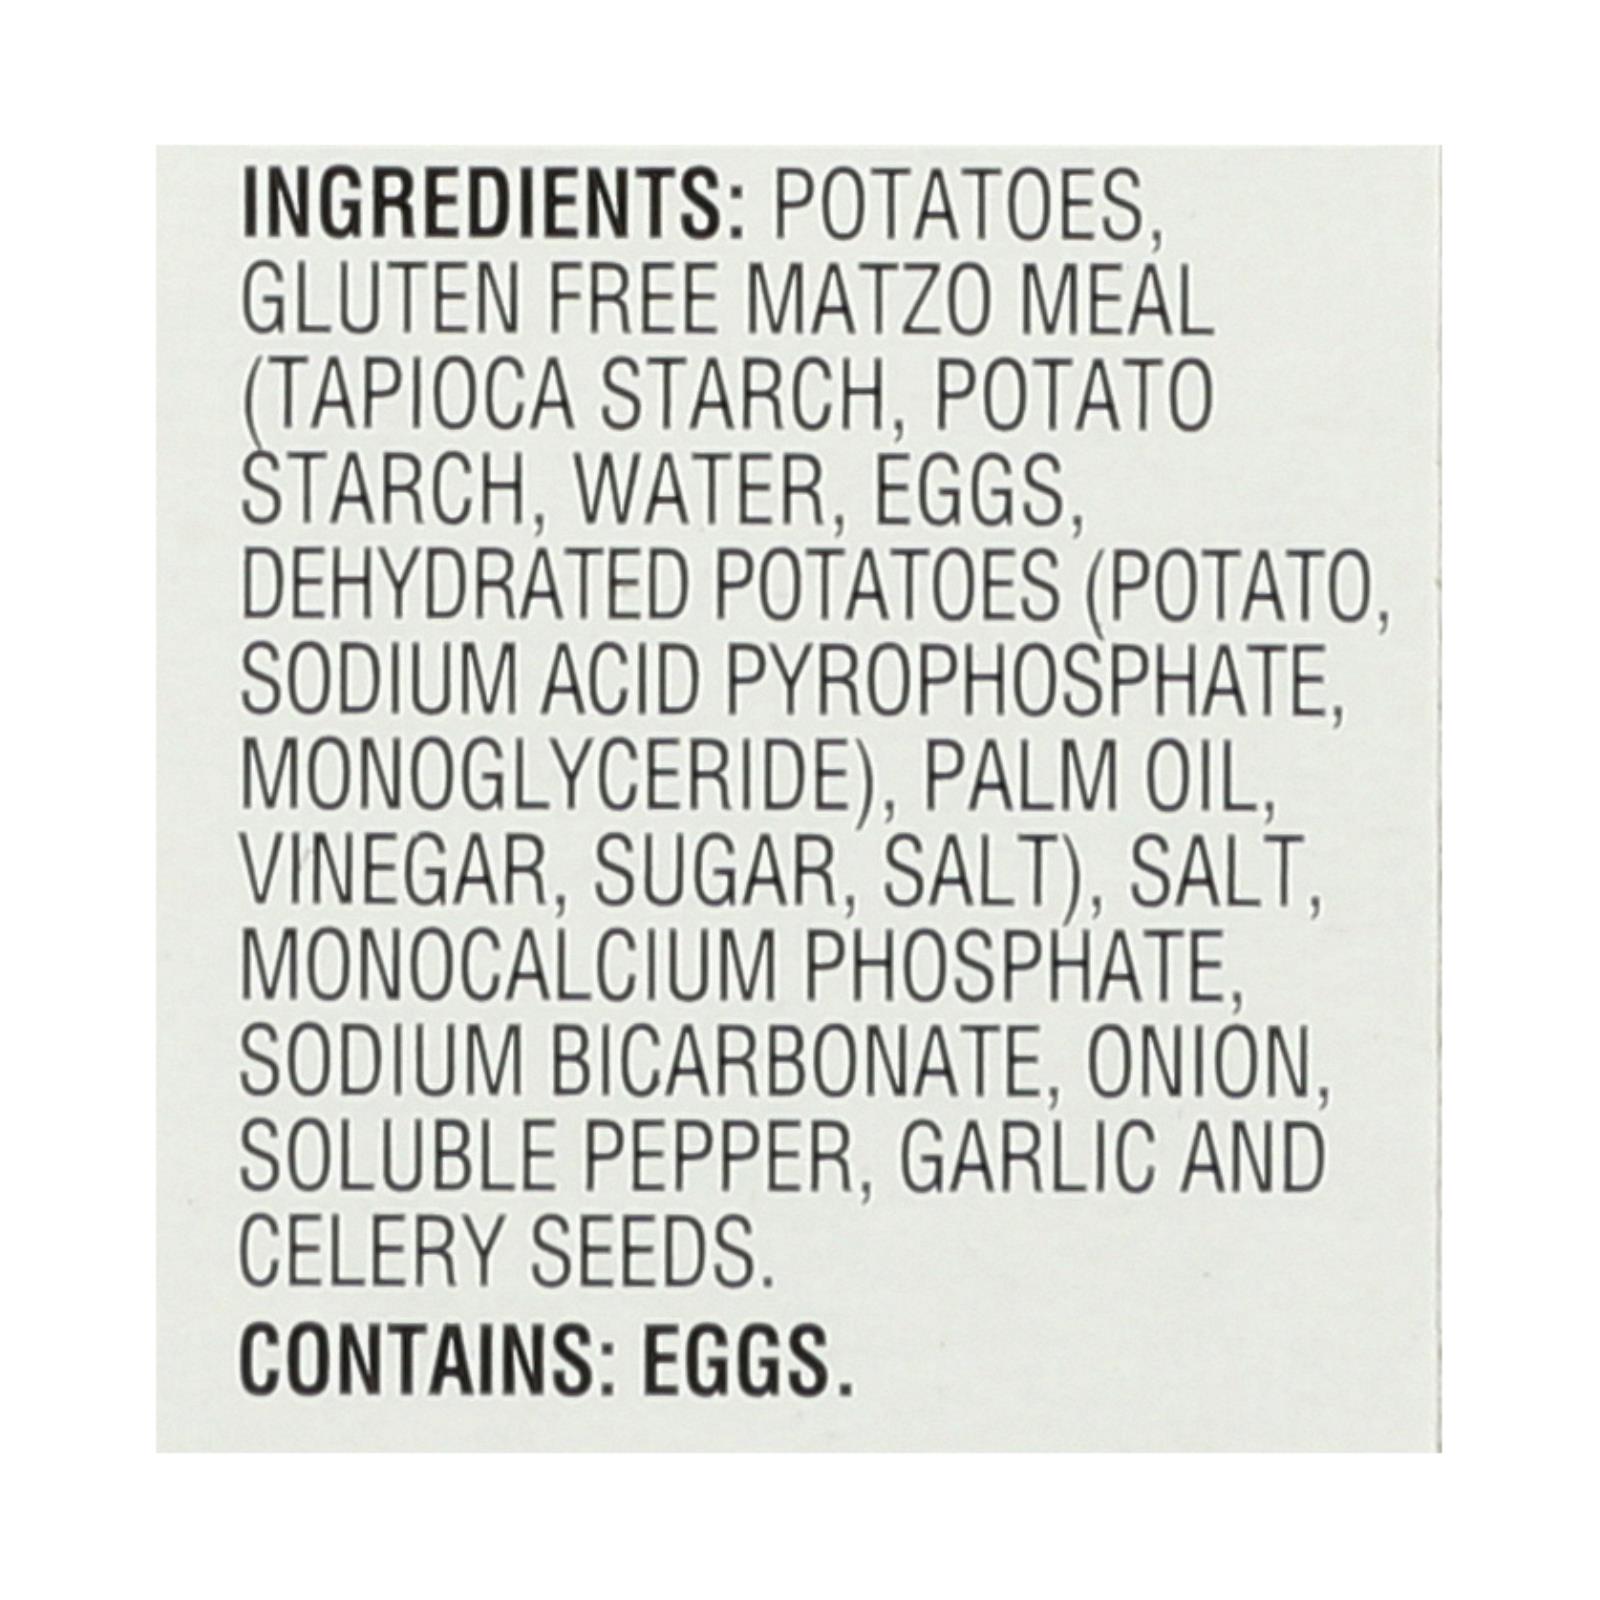 INGREDIENTS: POTATOES,
GLUTEN FREE MATZO MEAL
(TAPIOCA STARCH, POTATO
STARCH, WATER, EGGS,
DEHYDRATED POTATOES (POTATO,
SODIUM ACID PYROPHOSPHATE,
MONOGLYCERIDE), PALM OIL,
VINEGAR, SUGAR, SALT), SALT,
MONOCALCIUM PHOSPHATE,
SODIUM BICARBONATE, ONION,
SOLUBLE PEPPER, GARLIC AND
CELERY SEEDS.
CONTAINS: EGGS.